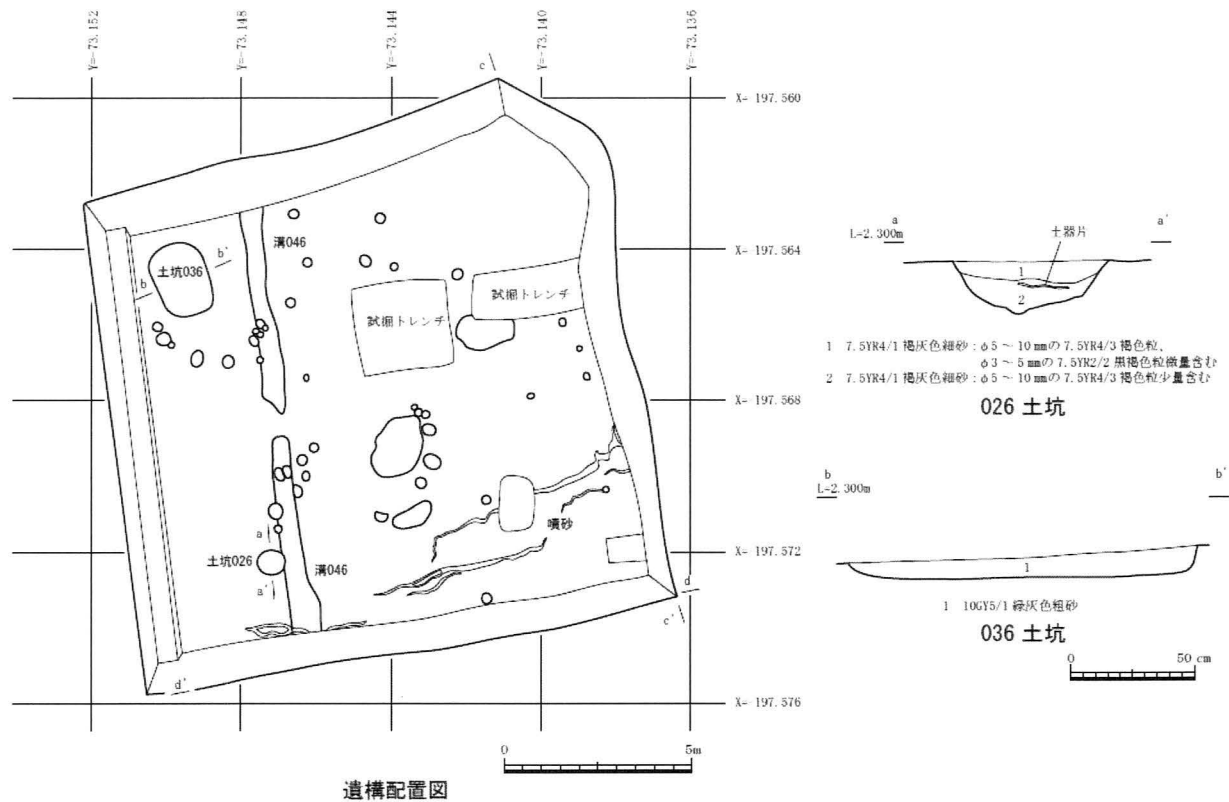 Y=-73.152
Y=-73.148
Y=-73.144
Y=-73.140
Y=-73.136
c
X= -197.560
X= -197.564
X= -197.568
X= -197.572
X= -197.576
溝046
土坑036
b'
b
試掘トレンチ
試掘トレンチ
a
土坑026
a'
溝046
噴砂
d
c'
d'
0 5m
遺構配置図
a a'
L=2.300m
土器片
1
2
1 7.5YR4/1 褐灰色細砂：φ5～10mmの7.5YR4/3 褐色粒、
φ3～5mmの7.5YR2/2 黒褐色粒微量含む
2 7.5YR4/1 褐灰色細砂：φ5～10mmの7.5YR4/3 褐色粒少量含む
026 土坑
b b'
L=2.300m
1
1 10GY5/1 緑灰色粗砂
036 土坑
0 50 cm